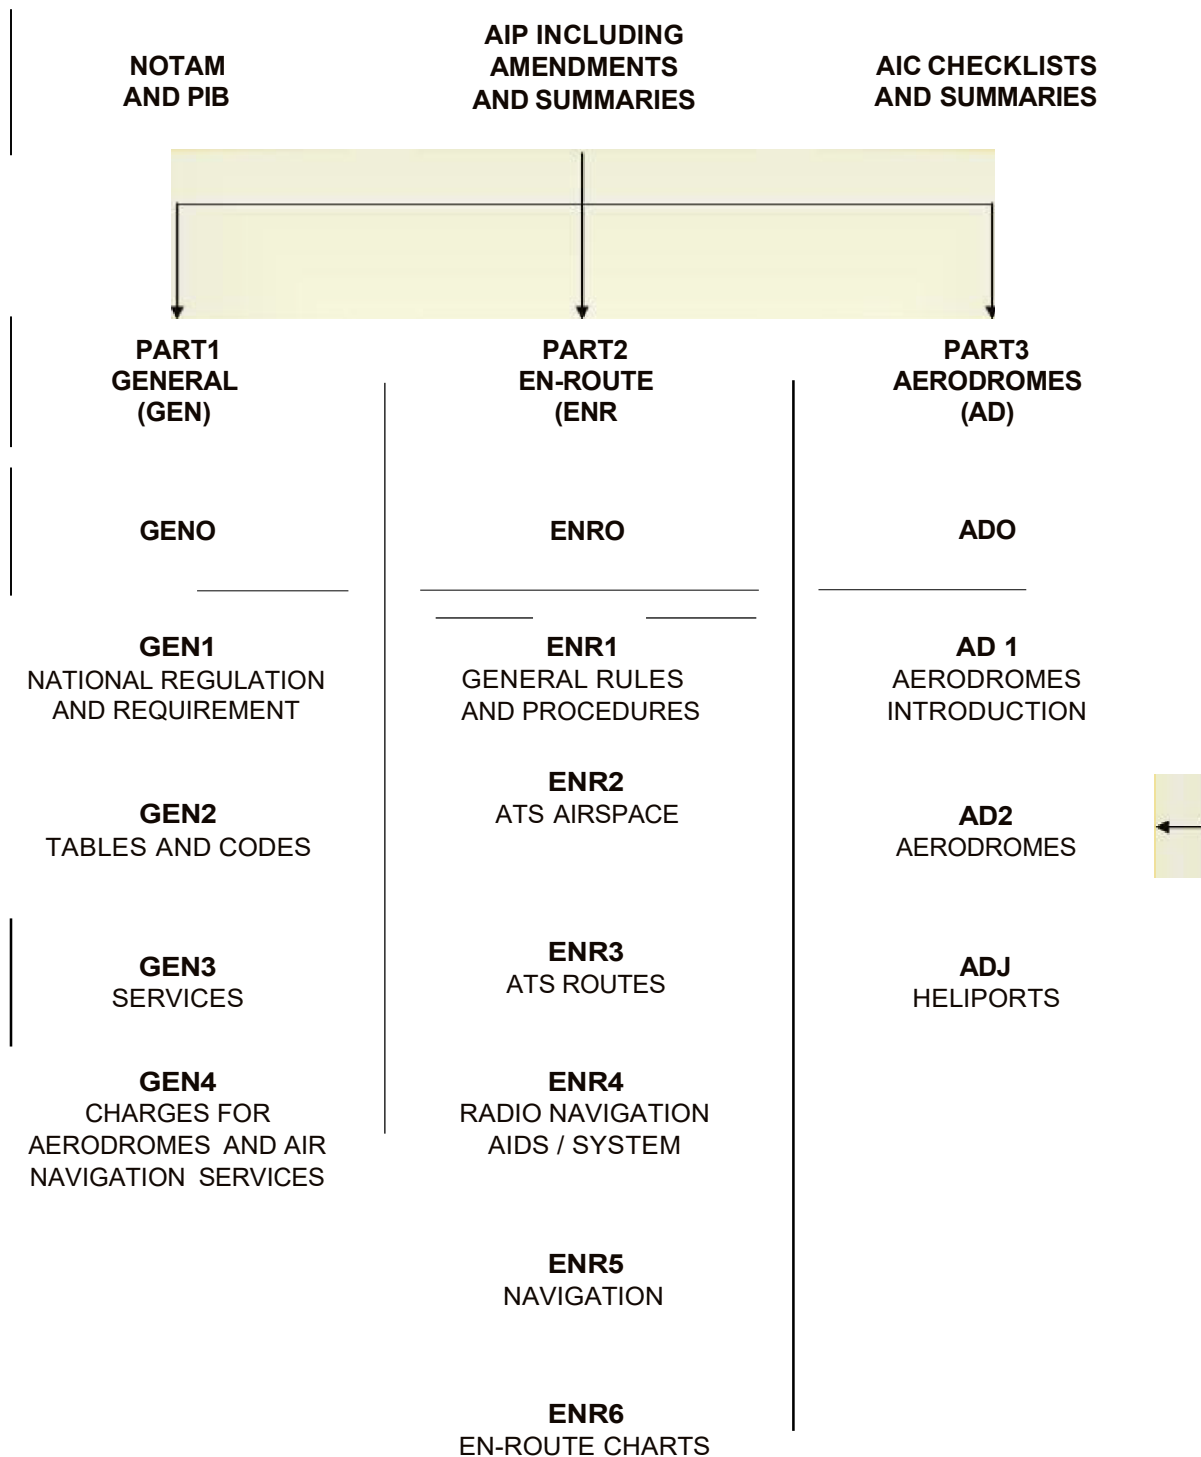 NOTAM
AND PIB
AIP INCLUDING
AMENDMENTS
AND SUMMARIES
AIC CHECKLISTS
AND SUMMARIES
PART1
GENERAL
(GEN)
PART2
EN-ROUTE
(ENR
PART3
AERODROMES
(AD)
GENO
ENRO
ADO
GEN1
NATIONAL REGULATION
AND REQUIREMENT
ENR1
GENERAL RULES
AND PROCEDURES
AD 1
AERODROMES
INTRODUCTION
GEN2
TABLES AND CODES
ENR2
ATS AIRSPACE
AD2
AERODROMES
GEN3
SERVICES
ENR3
ATS ROUTES
ADJ
HELIPORTS
GEN4
CHARGES FOR
AERODROMES AND AIR
NAVIGATION SERVICES
ENR4
RADIO NAVIGATION
AIDS / SYSTEM
ENR5
NAVIGATION
ENR6
EN-ROUTE CHARTS